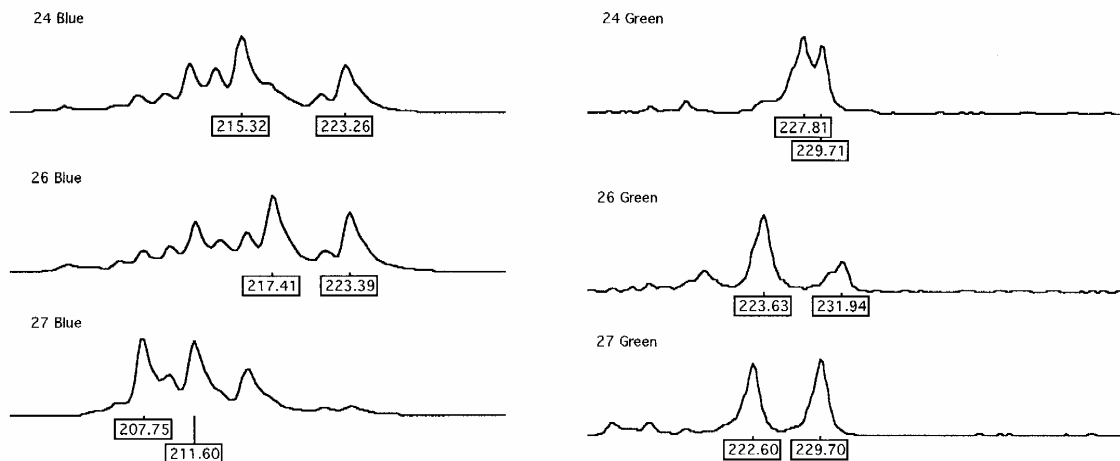 24 Blue
215.32
223.26
26 Blue
217.41
223.39
27 Blue
207.75
211.60
24 Green
227.81
229.71
26 Green
223.63
231.94
27 Green
222.60
229.70